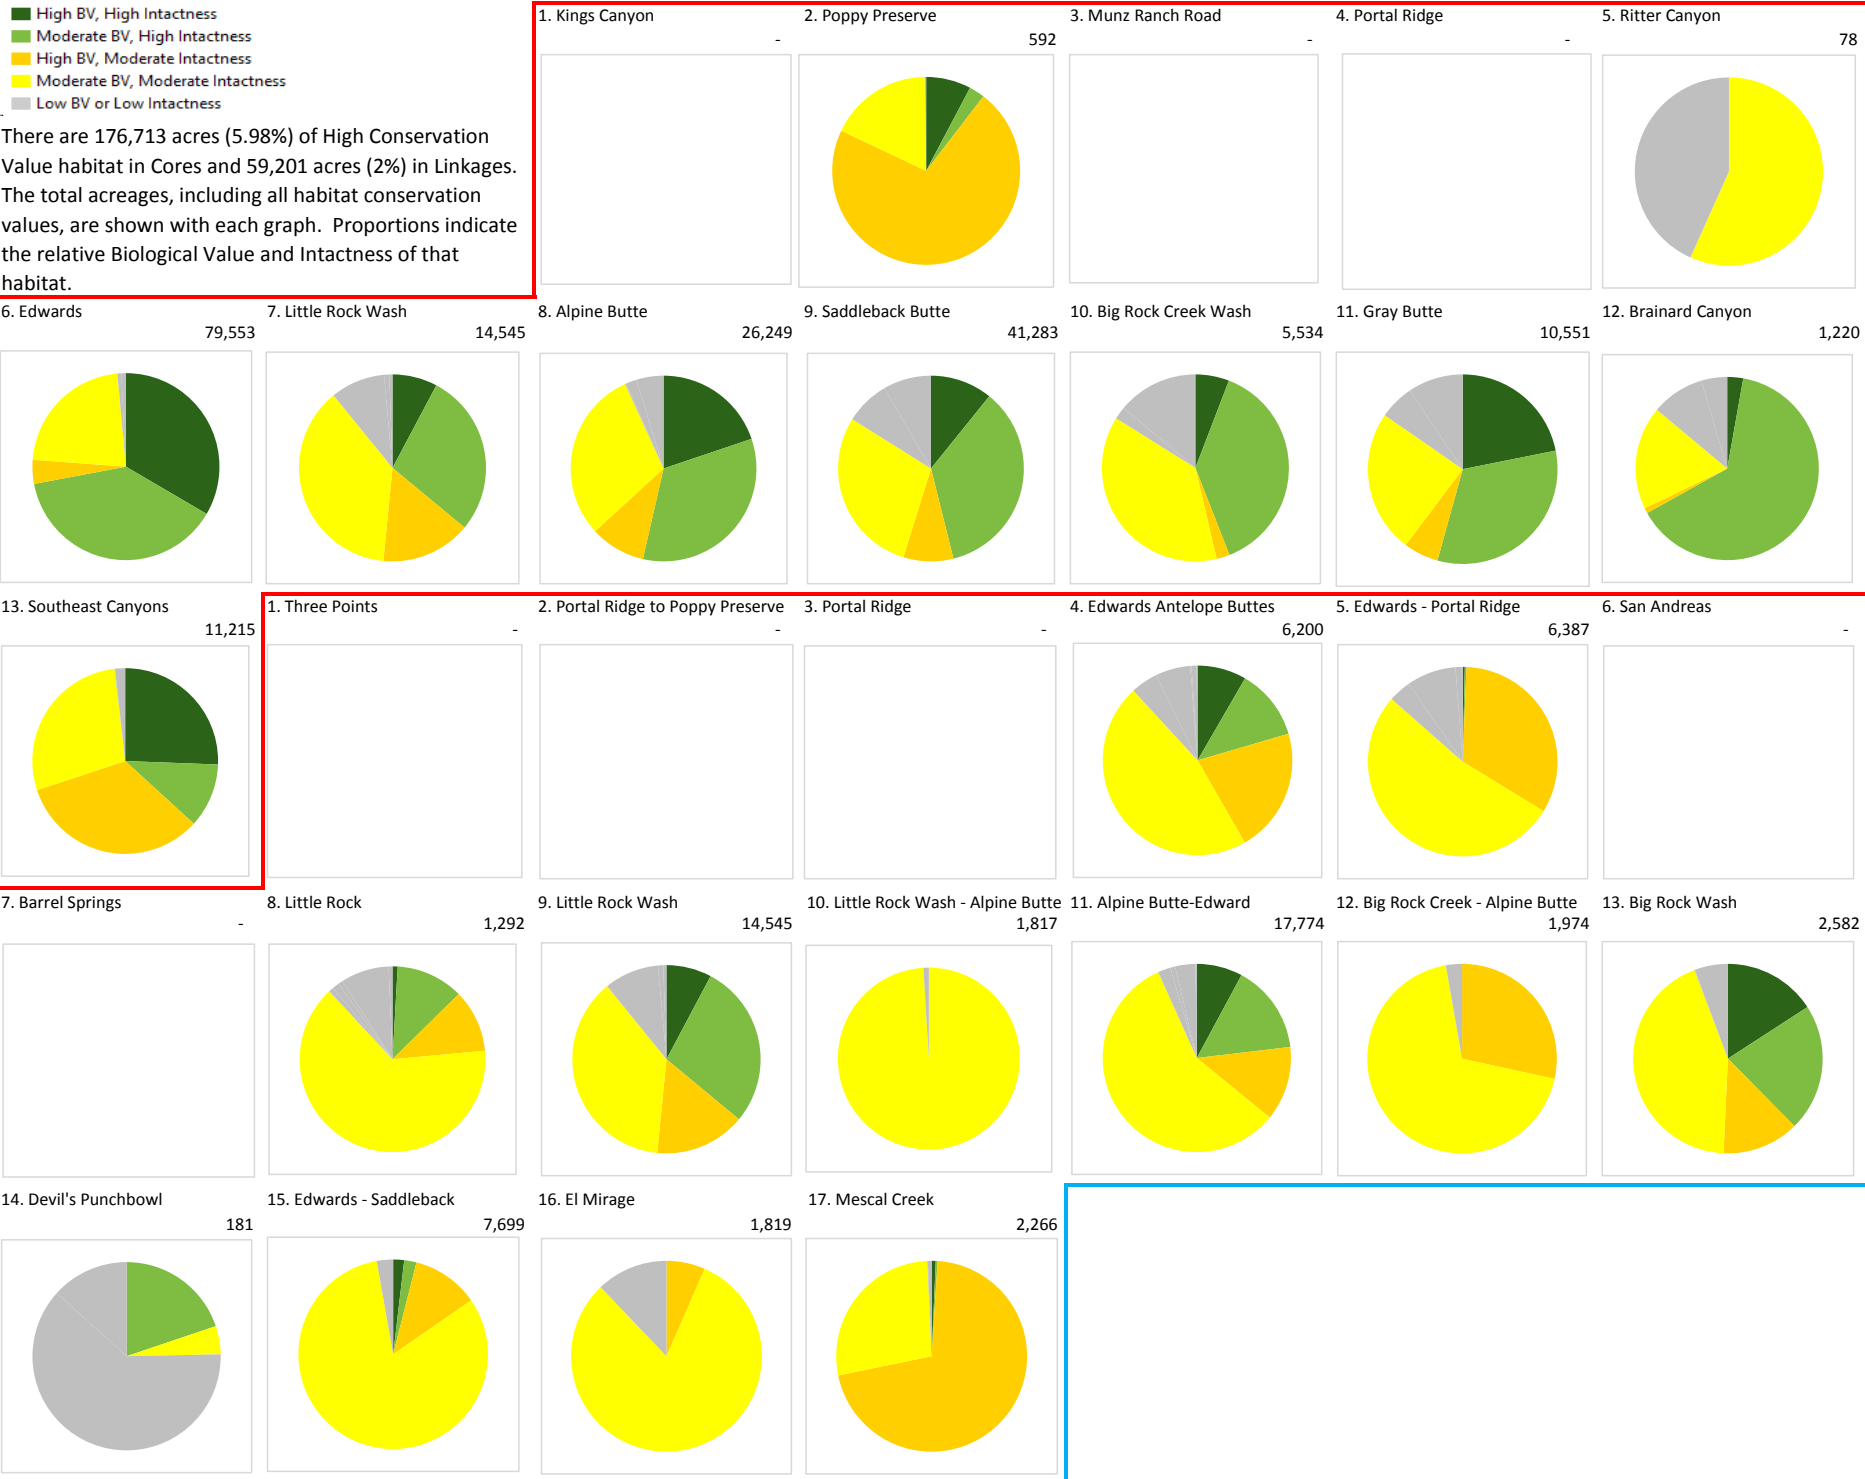 High BV, High Intactness
Moderate BV, High Intactness
High BV, Moderate Intactness
Moderate BV, Moderate Intactness
Low BV or Low Intactness
There are 176,713 acres (5.98%) of High Conservation
Value habitat in Cores and 59,201 acres (2%) in Linkages.
The total acreages, including all habitat conservation
values, are shown with each graph. Proportions indicate
the relative Biological Value and Intactness of that
habitat.
1. Kings Canyon
-
2. Poppy Preserve
592
3. Munz Ranch Road
-
4. Portal Ridge
-
5. Ritter Canyon
78
6. Edwards
79,553
7. Little Rock Wash
14,545
8. Alpine Butte
26,249
9. Saddleback Butte
41,283
10. Big Rock Creek Wash
5,534
11. Gray Butte
10,551
12. Brainard Canyon
1,220
13. Southeast Canyons
11,215
1. Three Points
-
2. Portal Ridge to Poppy Preserve
-
3. Portal Ridge
-
4. Edwards Antelope Buttes
6,200
5. Edwards - Portal Ridge
6,387
6. San Andreas
-
7. Barrel Springs
-
8. Little Rock
1,292
9. Little Rock Wash
14,545
10. Little Rock Wash - Alpine Butte
1,817
11. Alpine Butte-Edward
17,774
12. Big Rock Creek - Alpine Butte
1,974
13. Big Rock Wash
2,582
14. Devil's Punchbowl
181
15. Edwards - Saddleback
7,699
16. El Mirage
1,819
17. Mescal Creek
2,266